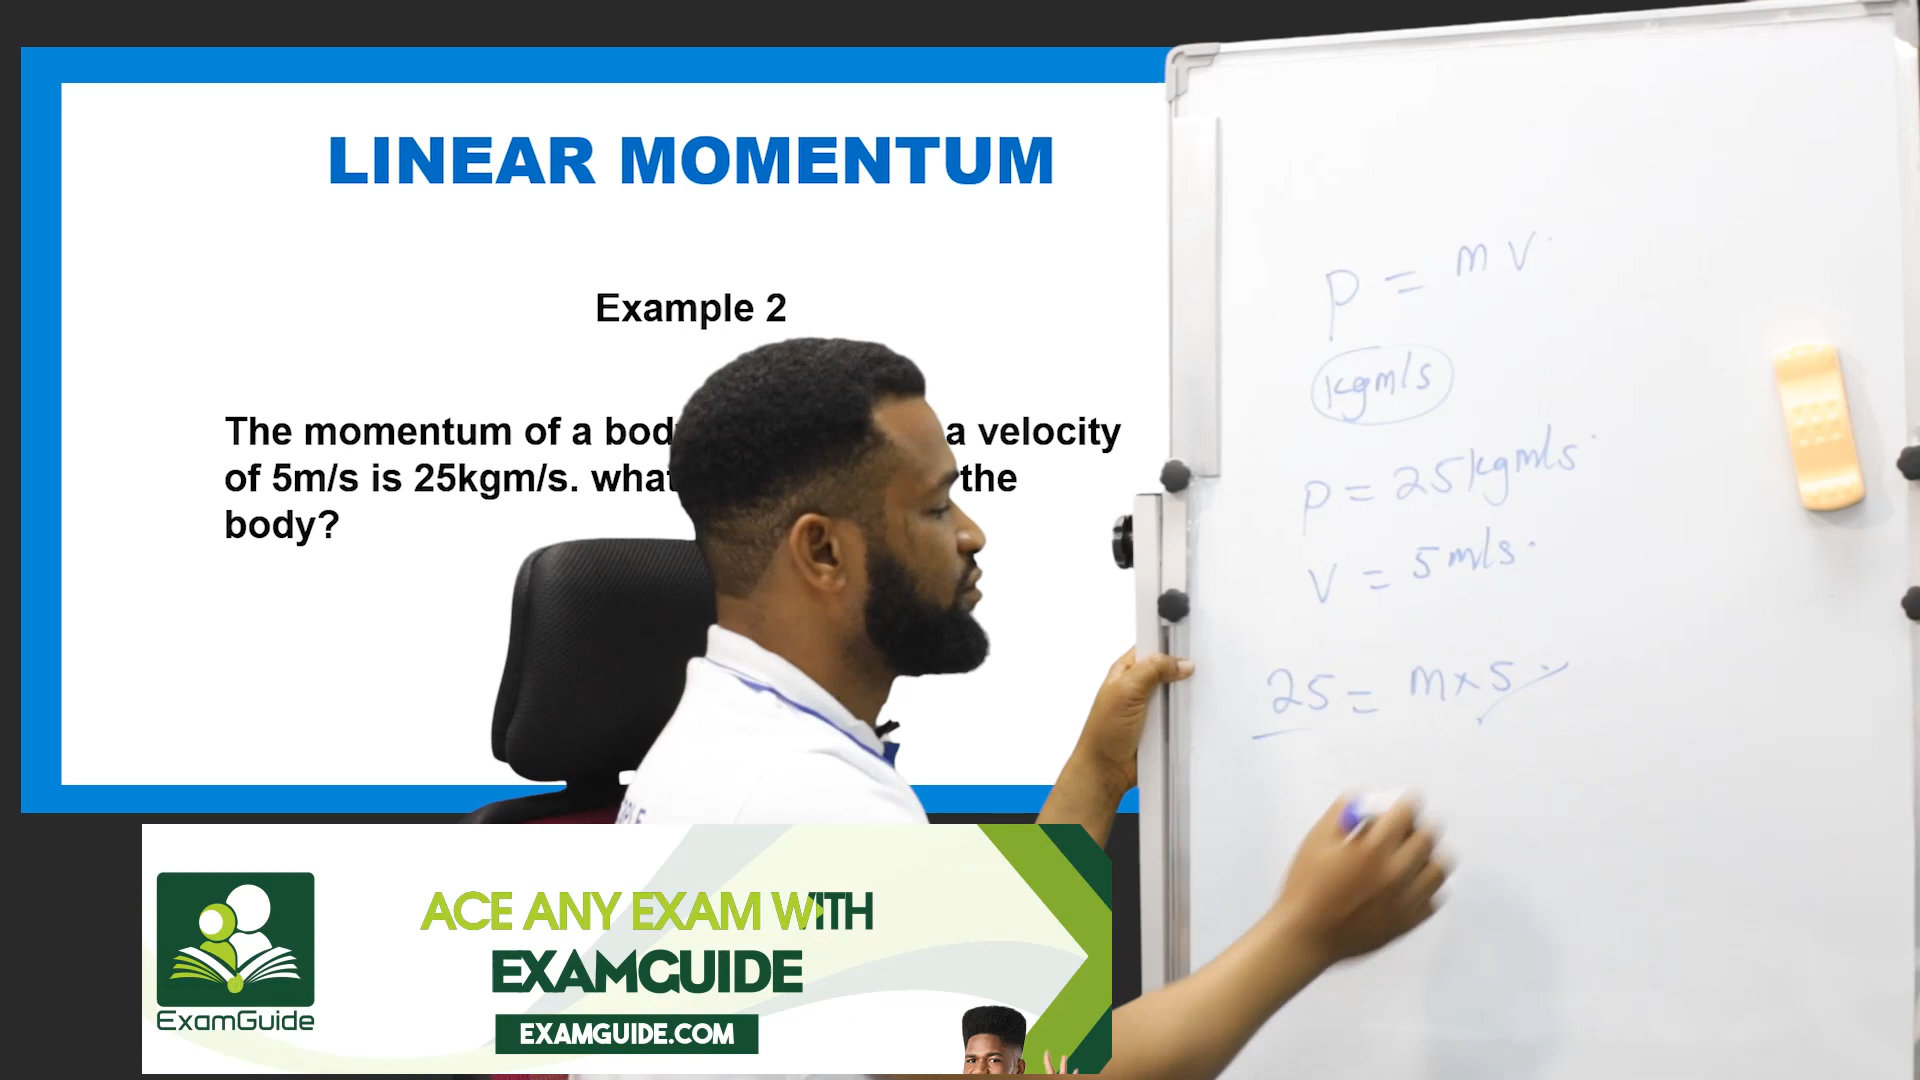 LINEAR MOMENTUM
Example 2
The momentum of a bod a velocity
of 5m/s is 25kgm/s. what the
body?
P = mv
kgm/s
P = 25kgm/s
V = 5m/s
25 = m x 5
ACE ANY EXAM WITH
EXAMGUIDE
EXAMGUIDE.COM
ExamGuide